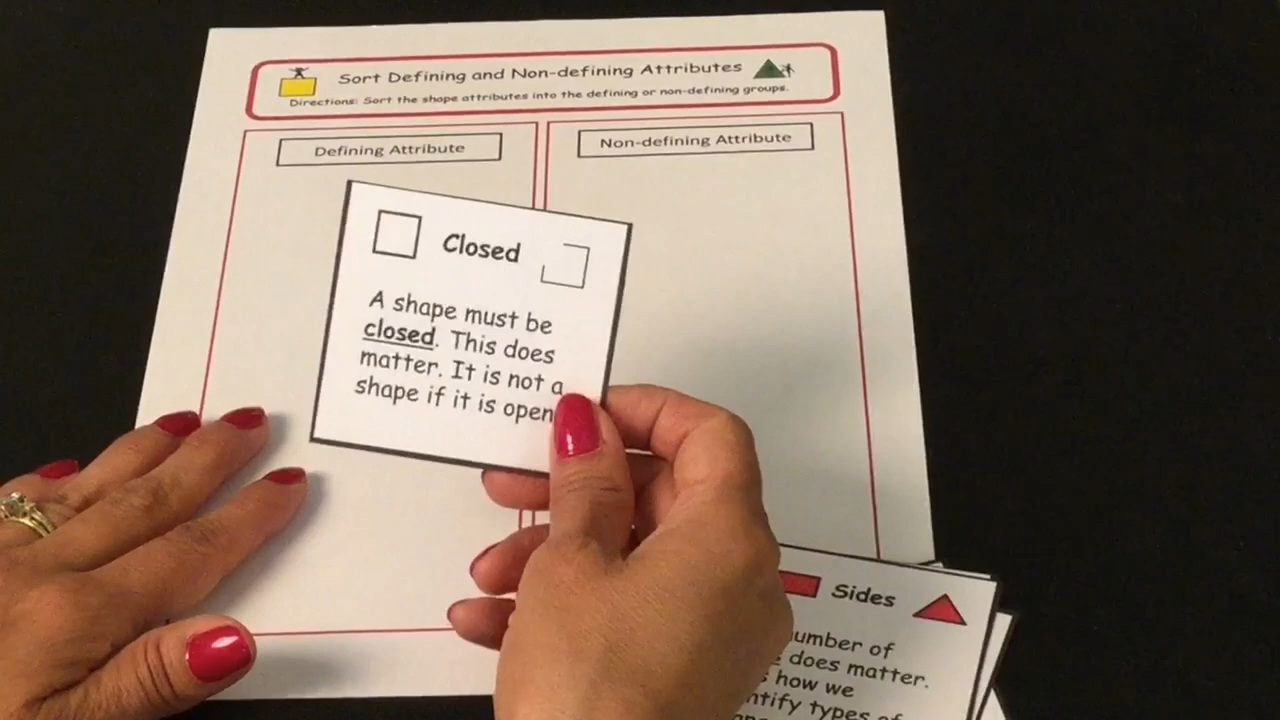 Sort Defining and Non-defining Attributes
Directions: Sort the shape attributes into the defining or non-defining groups.
Defining Attribute
Non-defining Attribute
Closed
A shape must be
closed. This does
matter. It is not a
shape if it is open
Sides
does matter.
how we
types of